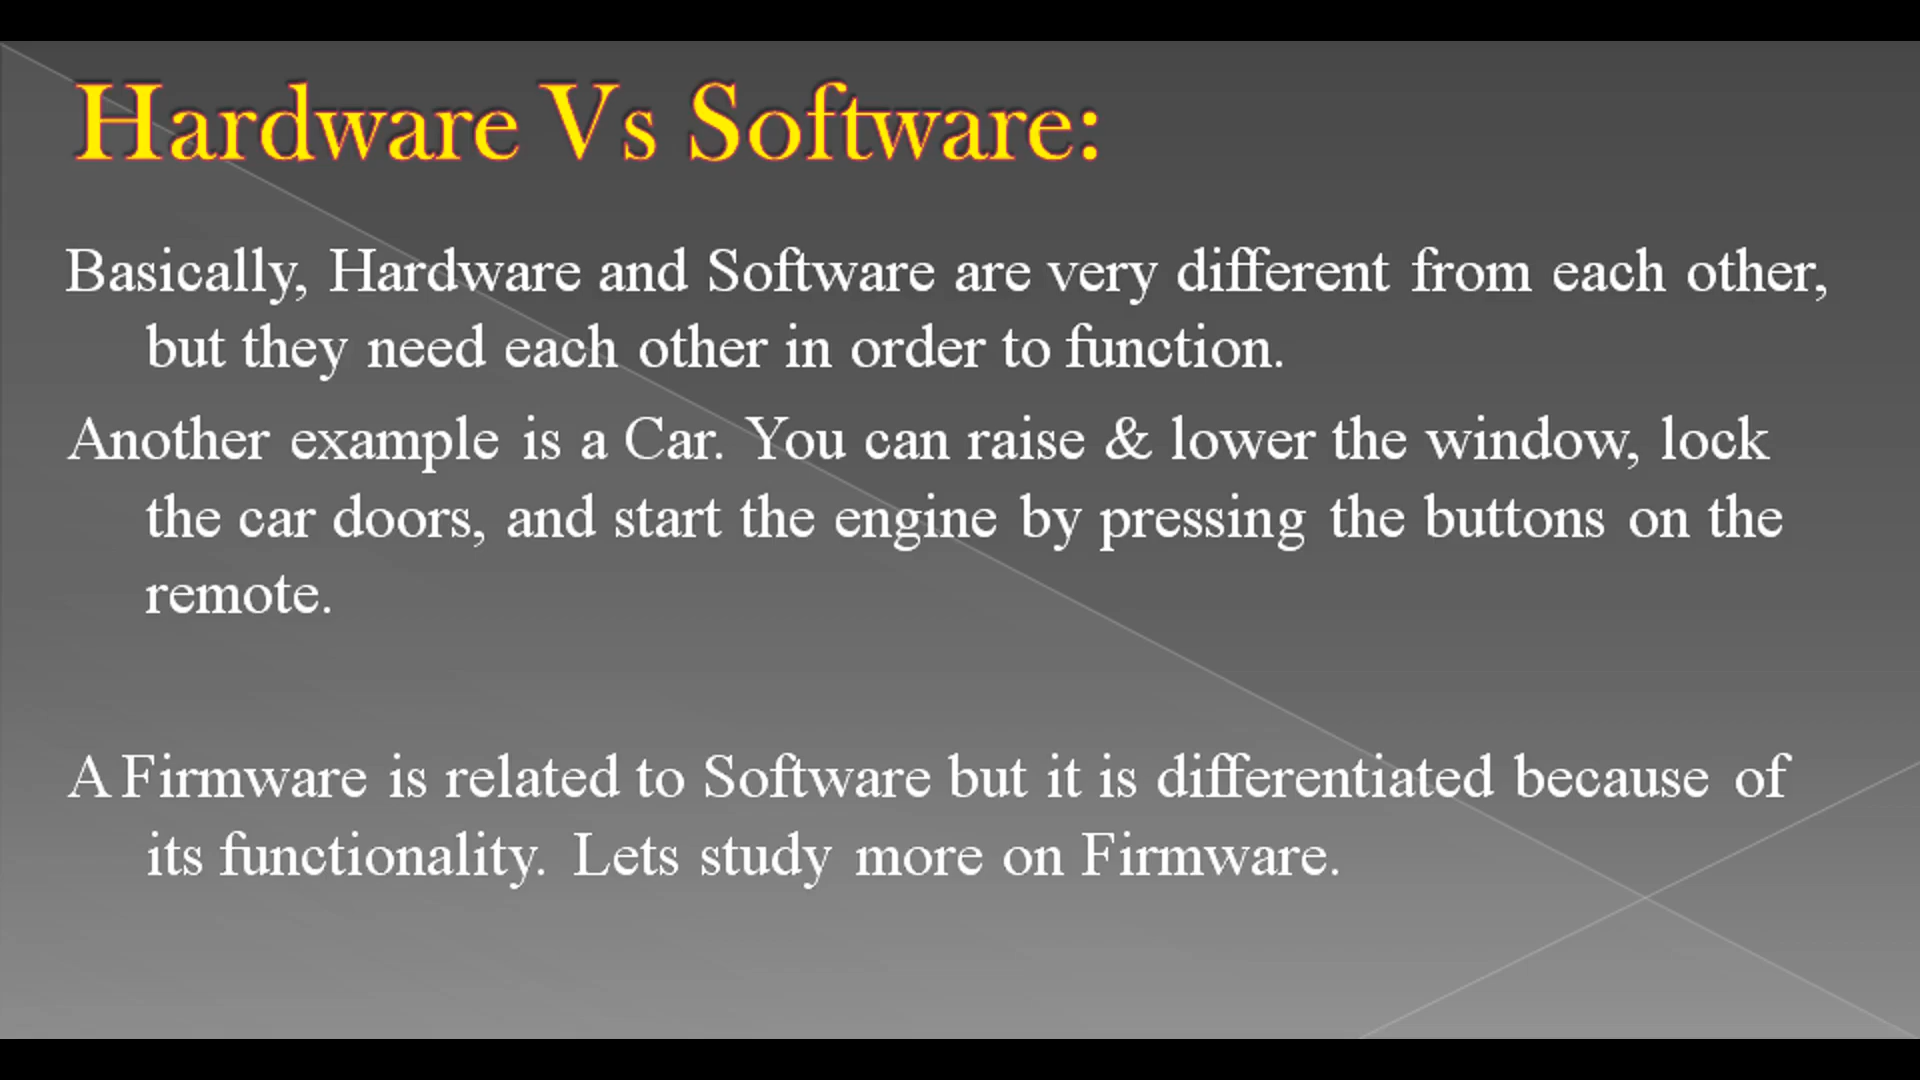 Hardware Vs Software:
Basically, Hardware and Software are very different from each other,
but they need each other in order to function.
Another example is a Car. You can raise & lower the window, lock
the car doors, and start the engine by pressing the buttons on the
remote.
A Firmware is related to Software but it is differentiated because of
its functionality. Lets study more on Firmware.